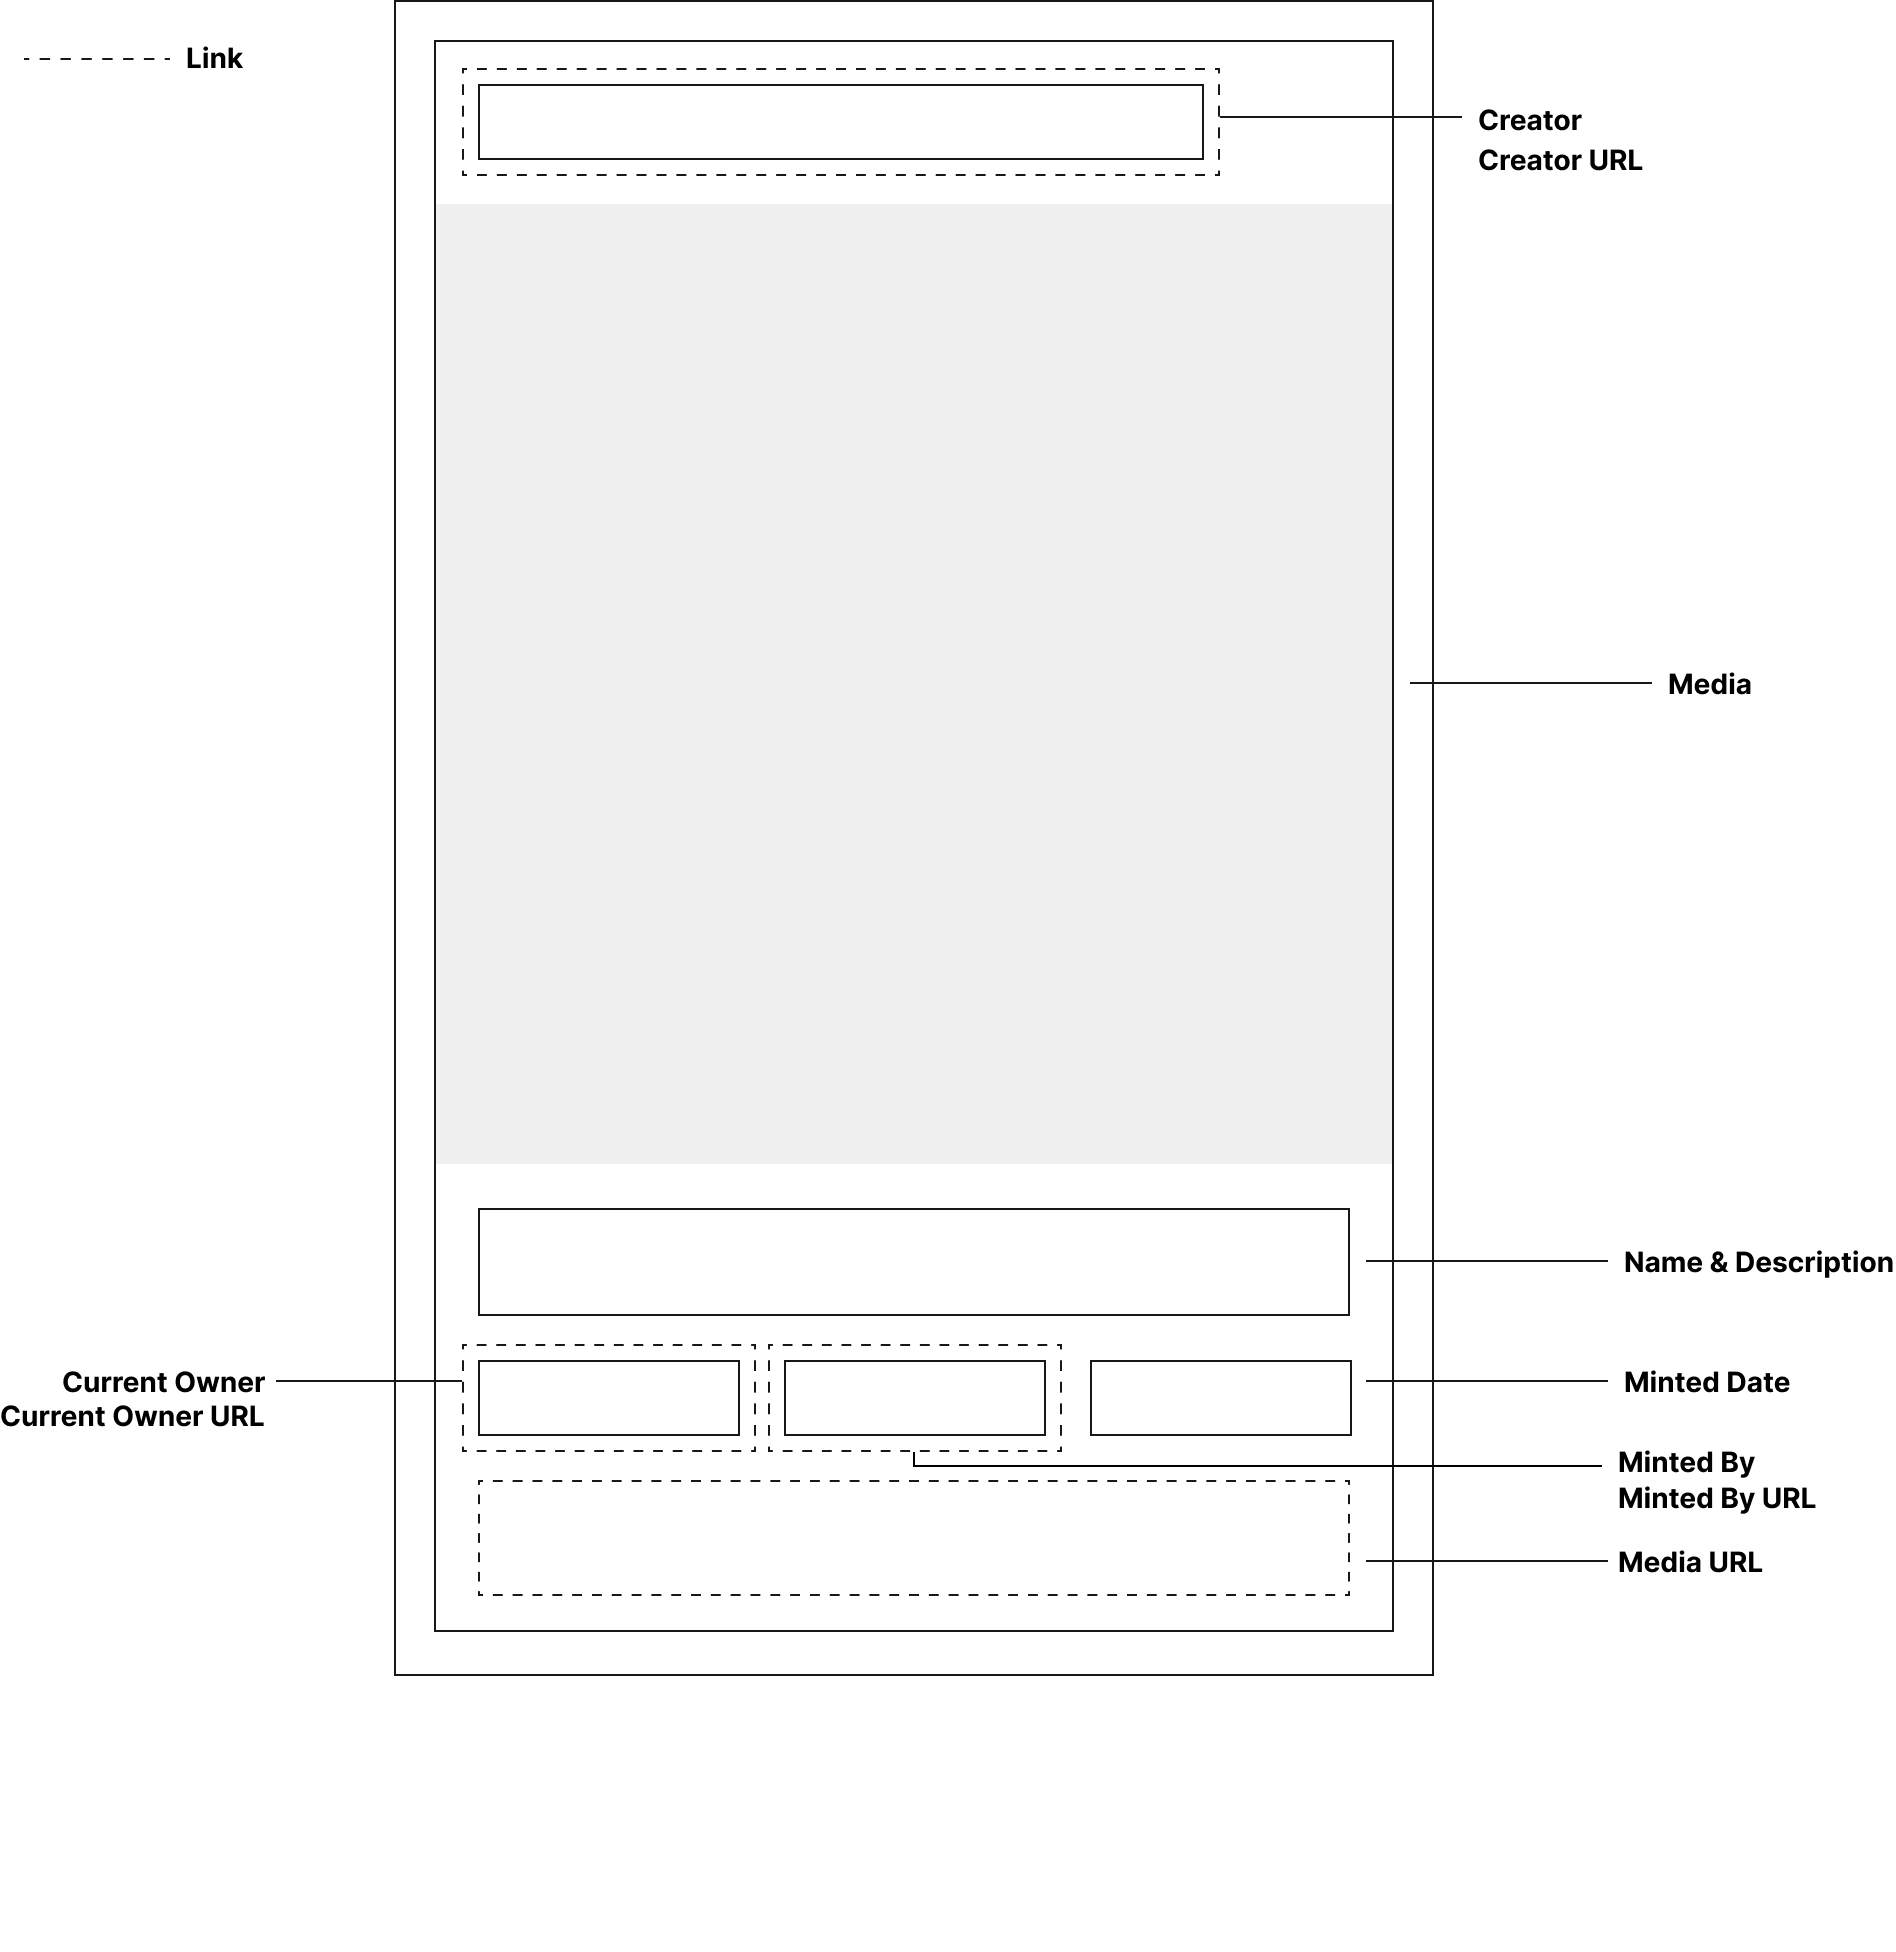 Link
Creator
Creator URL
Media
Name & Description
Current Owner
Current Owner URL
Minted Date
Minted By
Minted By URL
Media URL